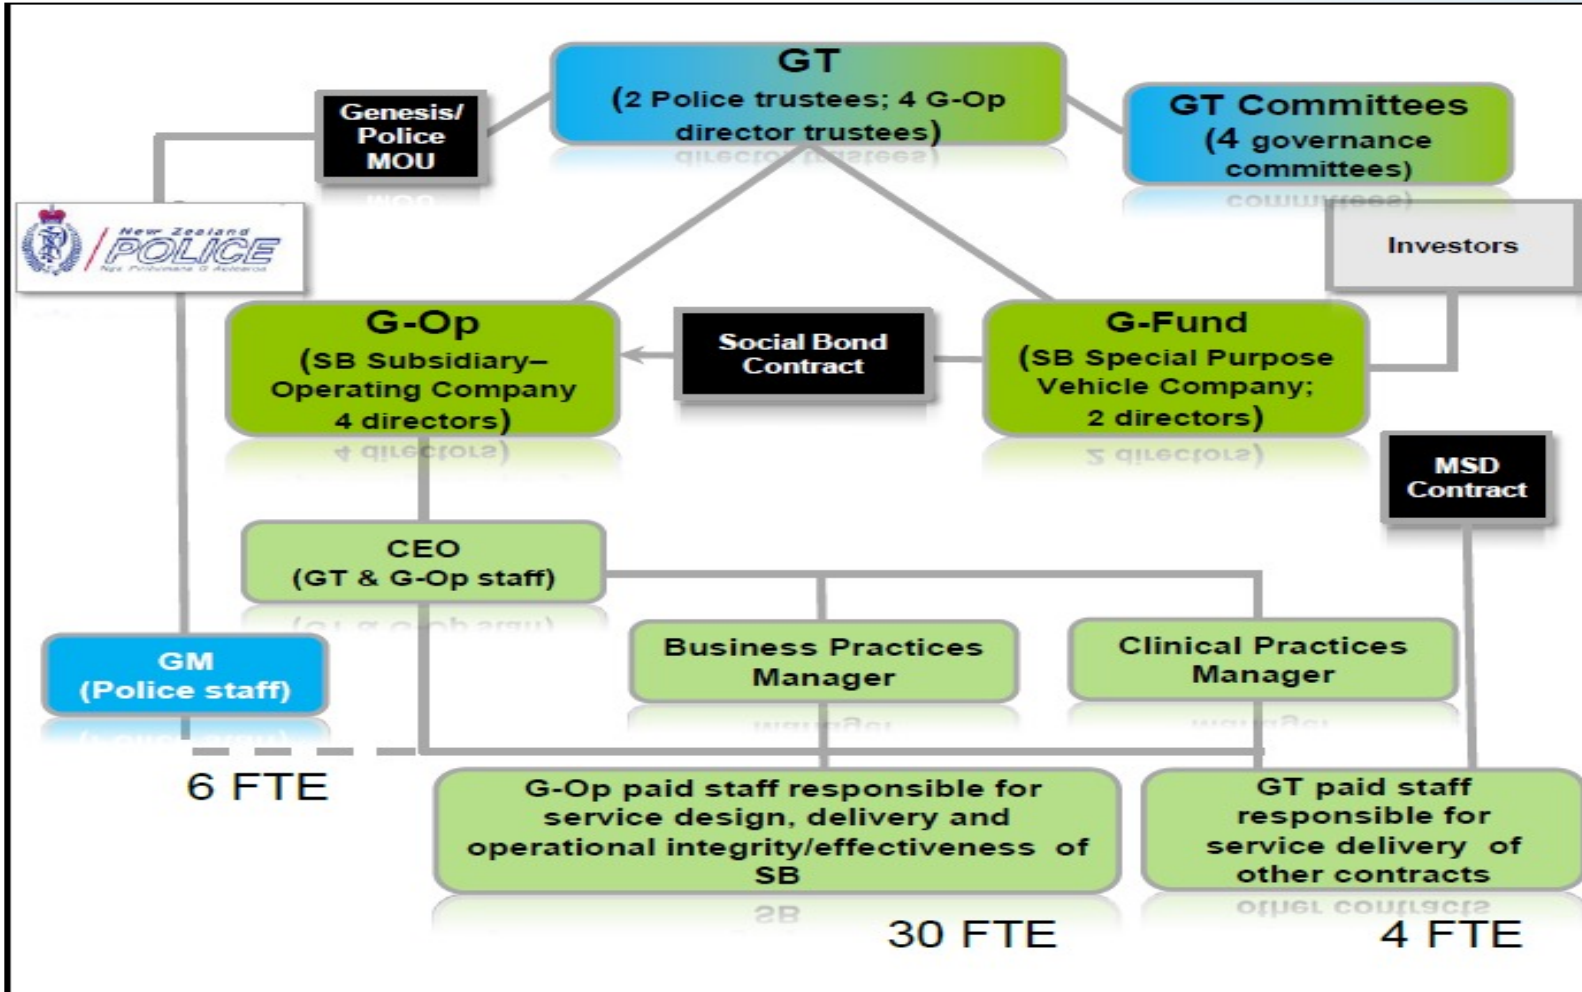 GT
(2 Police trustees; 4 G-Op
director trustees)
Genesis/
Police
MOU
GT Committees
(4 governance
committees)
New Zealand
POLICE
Investors
G-Op
(SB Subsidiary–
Operating Company
4 directors)
Social Bond
Contract
G-Fund
(SB Special Purpose
Vehicle Company;
2 directors)
MSD
Contract
CEO
(GT & G-Op staff)
GM
(Police staff)
Business Practices
Manager
Clinical Practices
Manager
6 FTE
G-Op paid staff responsible for
service design, delivery and
operational integrity/effectiveness of
SB
30 FTE
GT paid staff
responsible for
service delivery of
other contracts
4 FTE